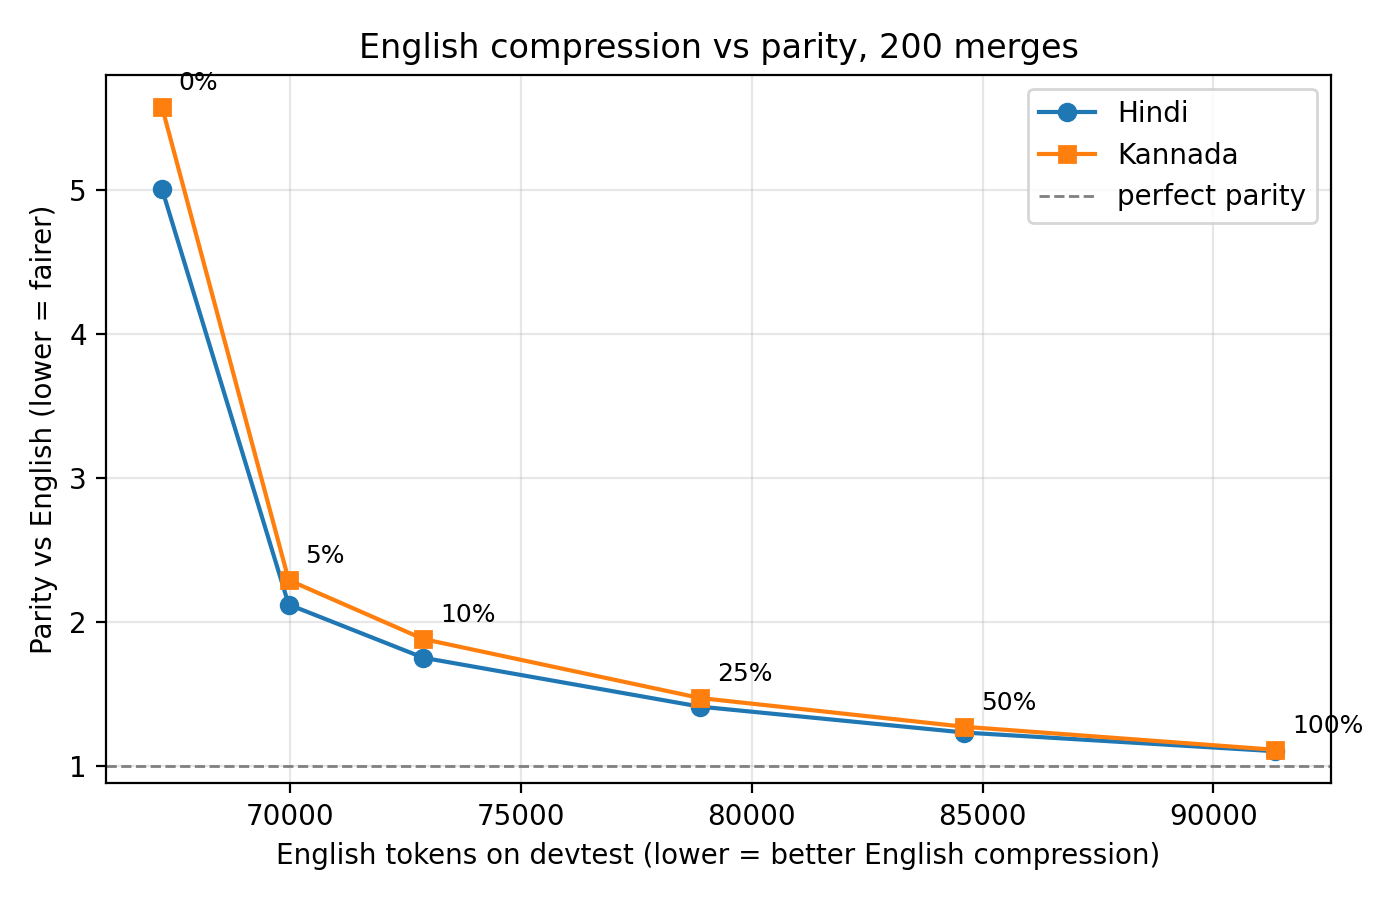 English compression vs parity, 200 merges
0%
Hindi
Kannada
perfect parity
5
4
3
2
1
Parity vs English (lower = fairer)
5%
10%
25%
50%
100%
70000
75000
80000
85000
90000
English tokens on devtest (lower = better English compression)